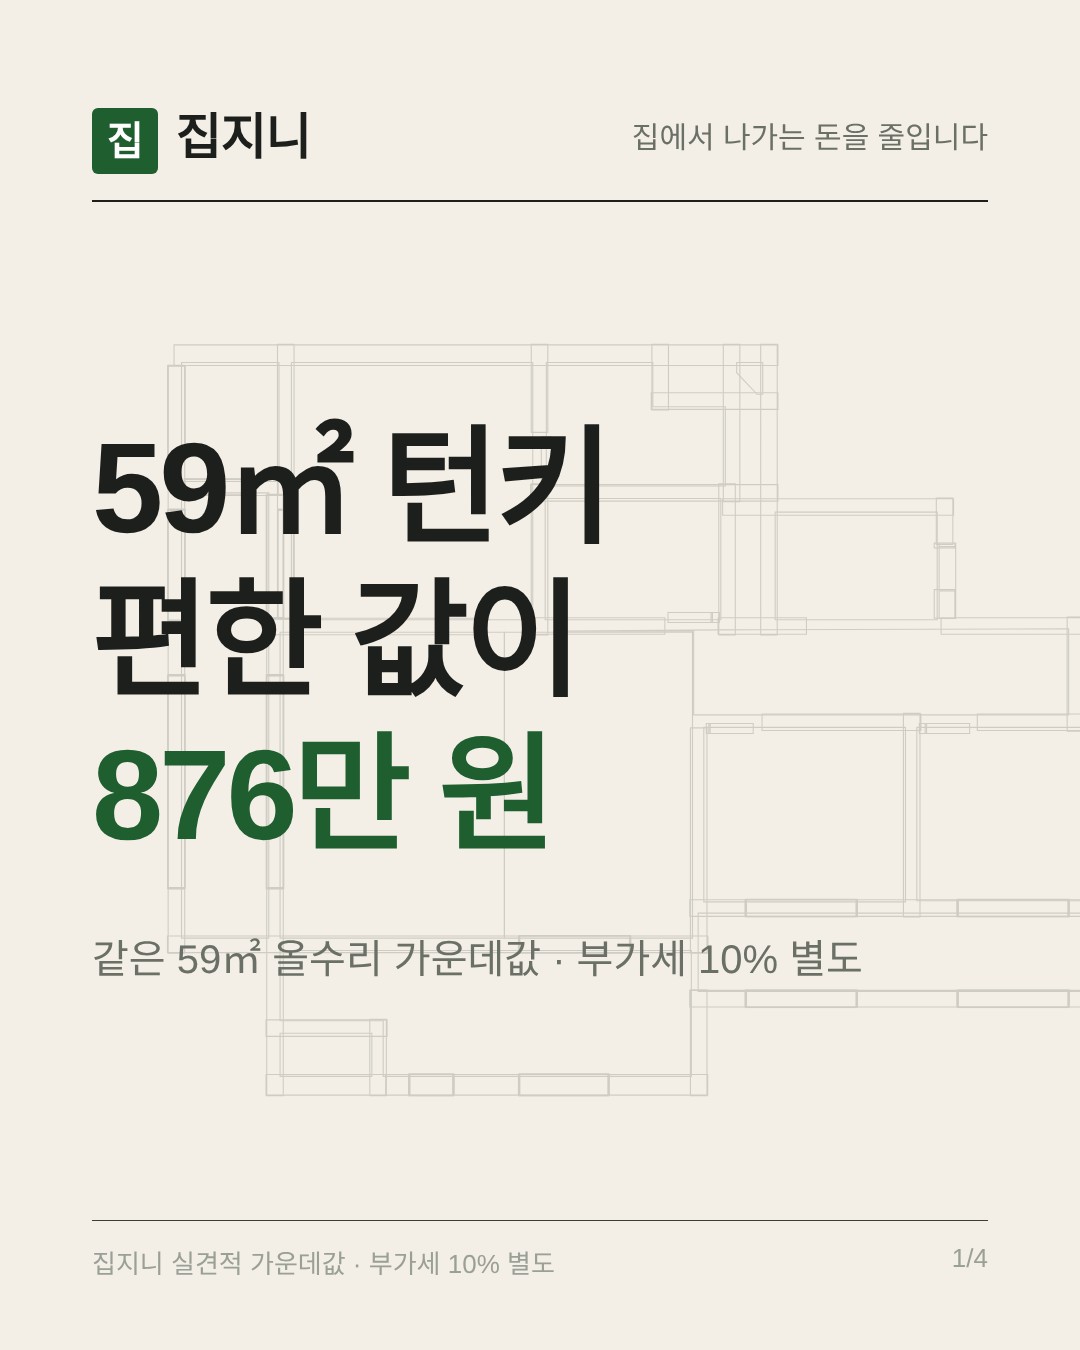 집 집지니
집에서 나가는 돈을 줄입니다
59㎡ 턴키
편한 값이
876만 원
같은 59㎡ 올수리 가운데값 · 부가세 10% 별도
집지니 실견적 가운데값 · 부가세 10% 별도
1/4